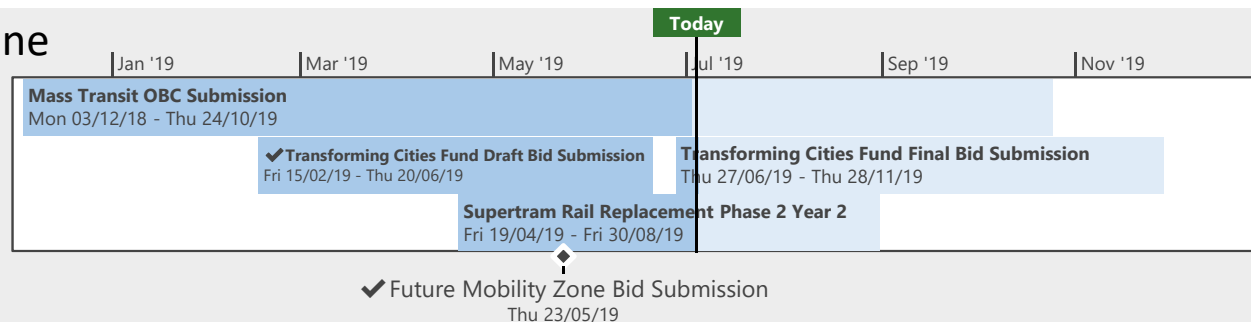 Today
ne
Jan '19
Mar '19
May '19
Jul '19
Sep '19
Nov '19
Mass Transit OBC Submission
Mon 03/12/18 - Thu 24/10/19
✔Transforming Cities Fund Draft Bid Submission
Fri 15/02/19 - Thu 20/06/19
Transforming Cities Fund Final Bid Submission
Thu 27/06/19 - Thu 28/11/19
Supertram Rail Replacement Phase 2 Year 2
Fri 19/04/19 - Fri 30/08/19
✔Future Mobility Zone Bid Submission
Thu 23/05/19